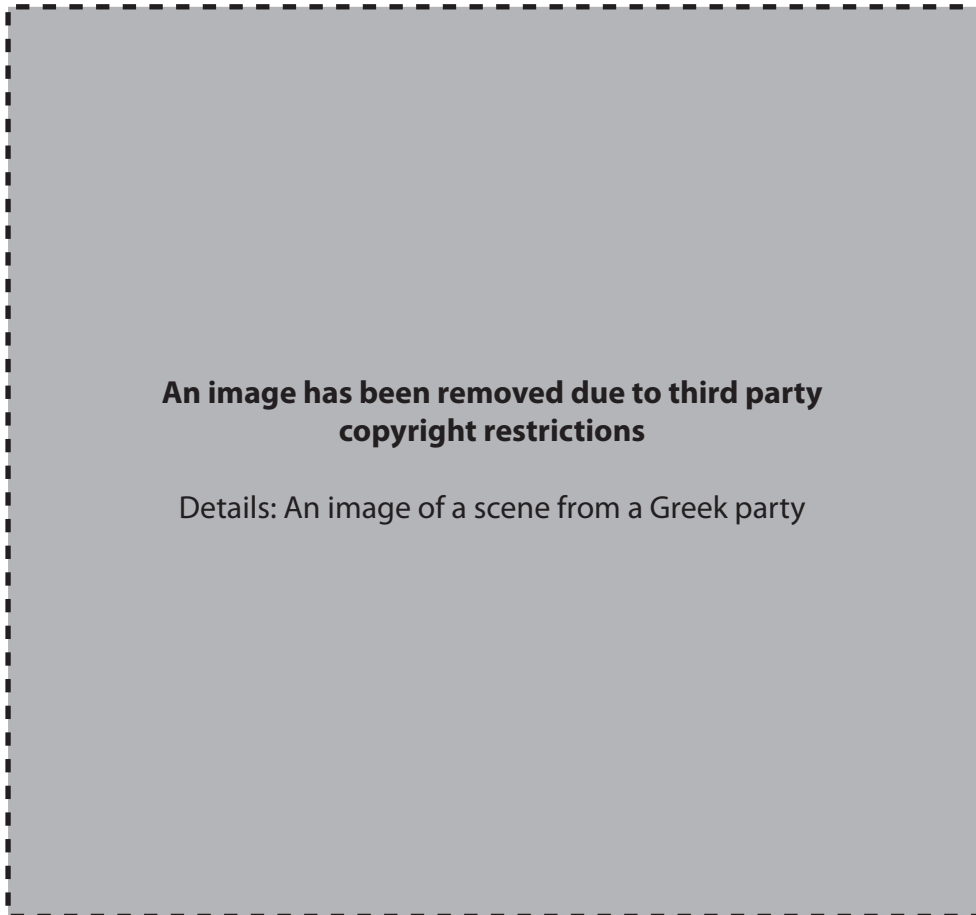 An image has been removed due to third party
copyright restrictions
Details: An image of a scene from a Greek party